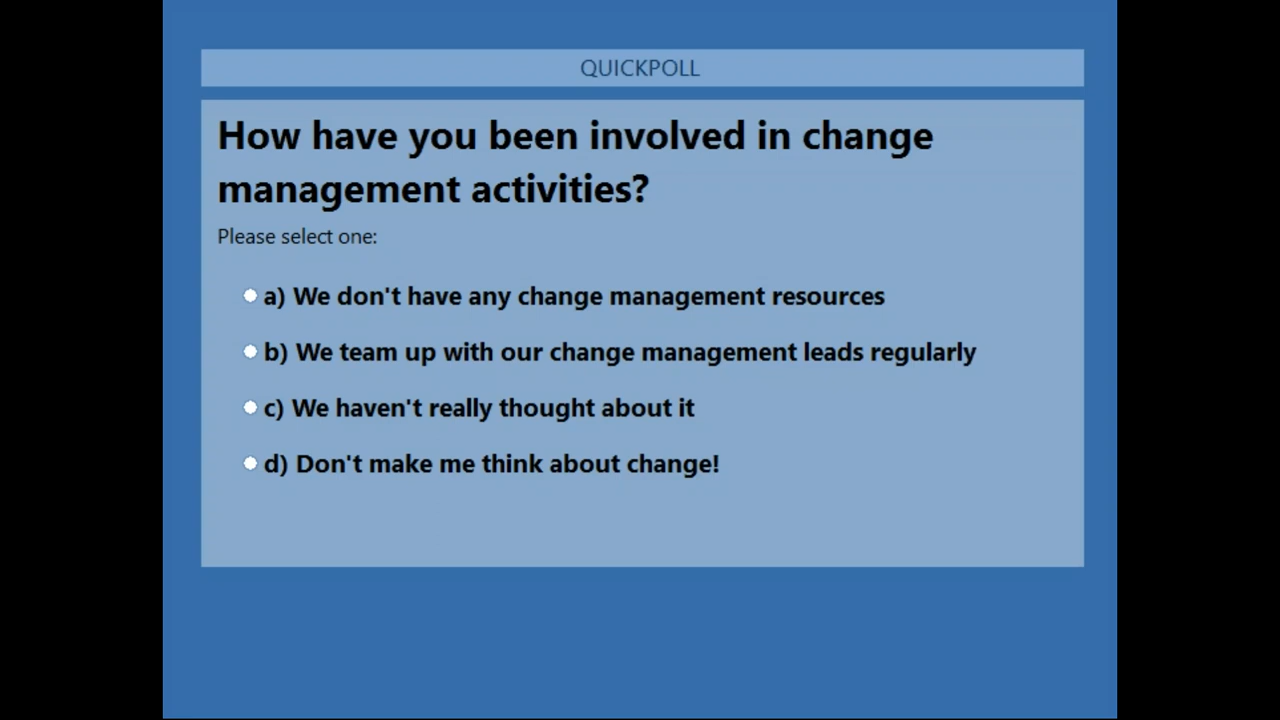 QUICKPOLL
How have you been involved in change
management activities?
Please select one:
a) We don't have any change management resources
b) We team up with our change management leads regularly
c) We haven't really thought about it
d) Don't make me think about change!